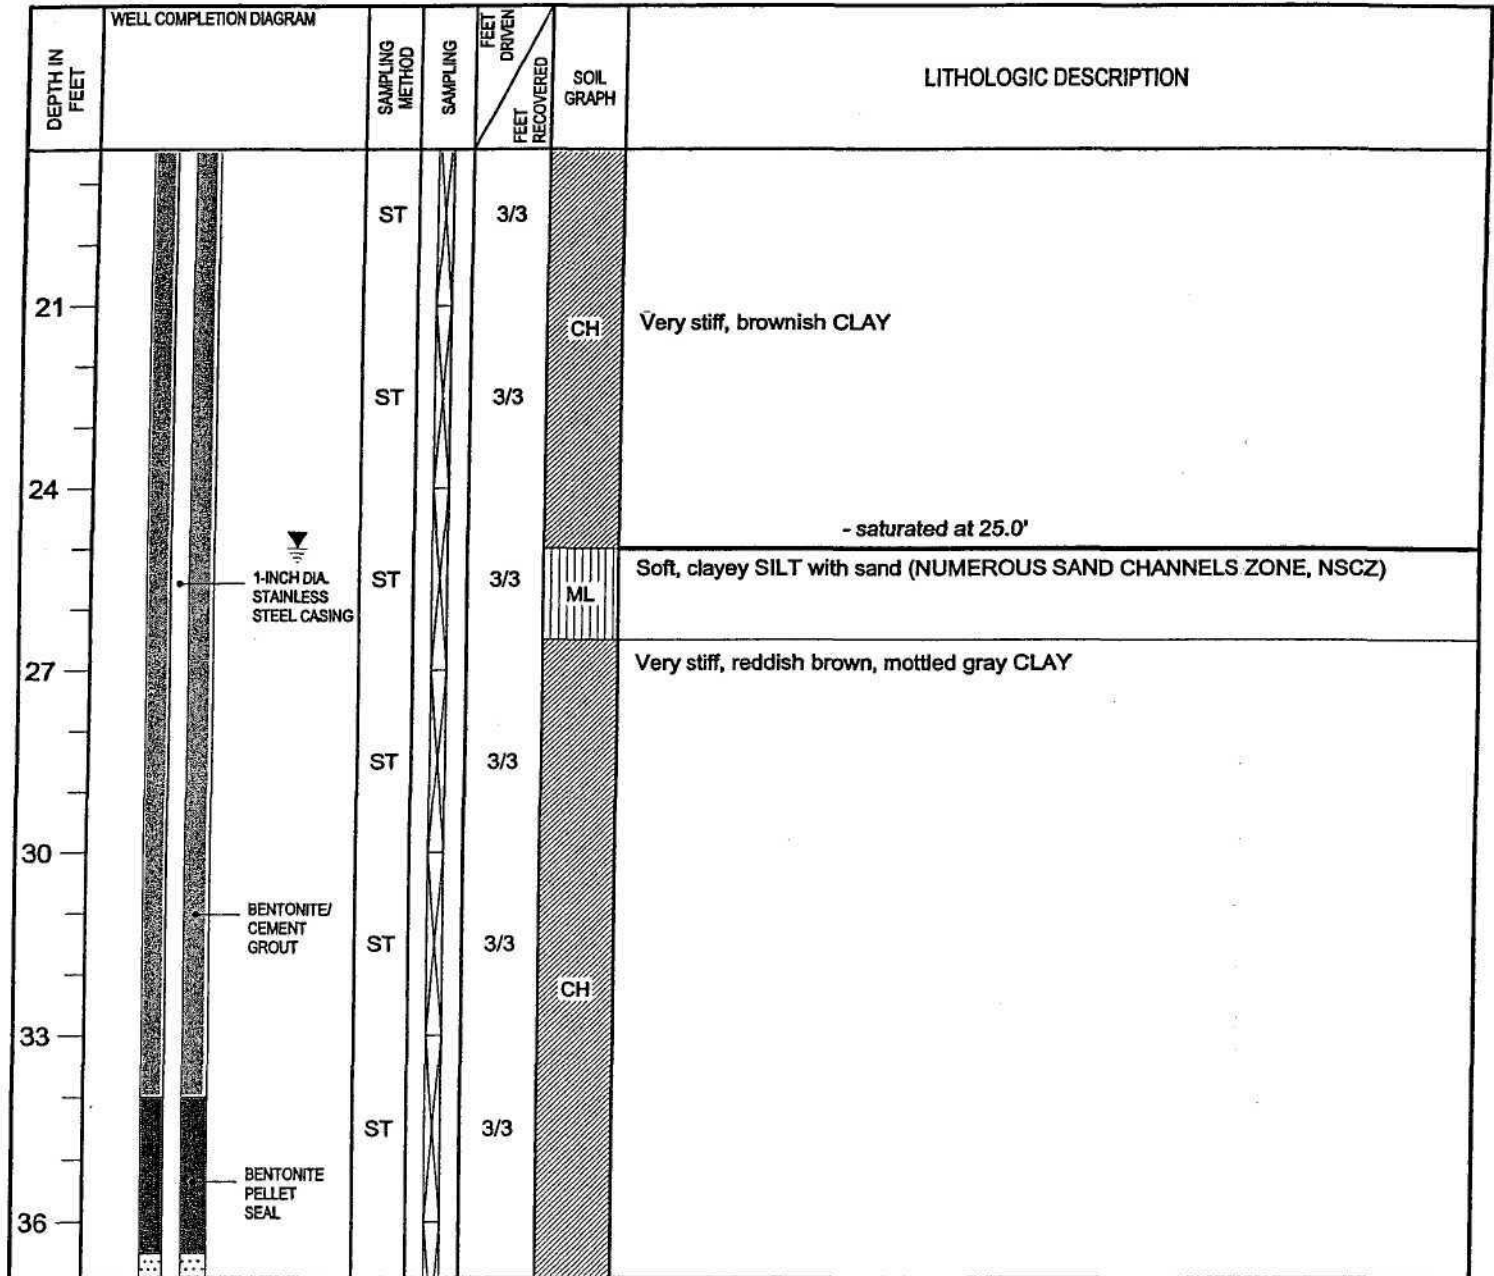 WELL COMPLETION DIAGRAM
DEPTH IN
FEET
SAMPLING
METHOD
SAMPLING
FEET
DRIVEN
FEET
RECOVERED
SOIL
GRAPH
LITHOLOGIC DESCRIPTION
ST
3/3
21
CH
Very stiff, brownish CLAY
ST
3/3
24
- saturated at 25.0'
1-INCH DIA.
STAINLESS
STEEL CASING
ST
3/3
ML
Soft, clayey SILT with sand (NUMEROUS SAND CHANNELS ZONE, NSCZ)
27
Very stiff, reddish brown, mottled gray CLAY
ST
3/3
30
BENTONITE/
CEMENT
GROUT
ST
3/3
CH
33
ST
3/3
BENTONITE
PELLET
SEAL
36